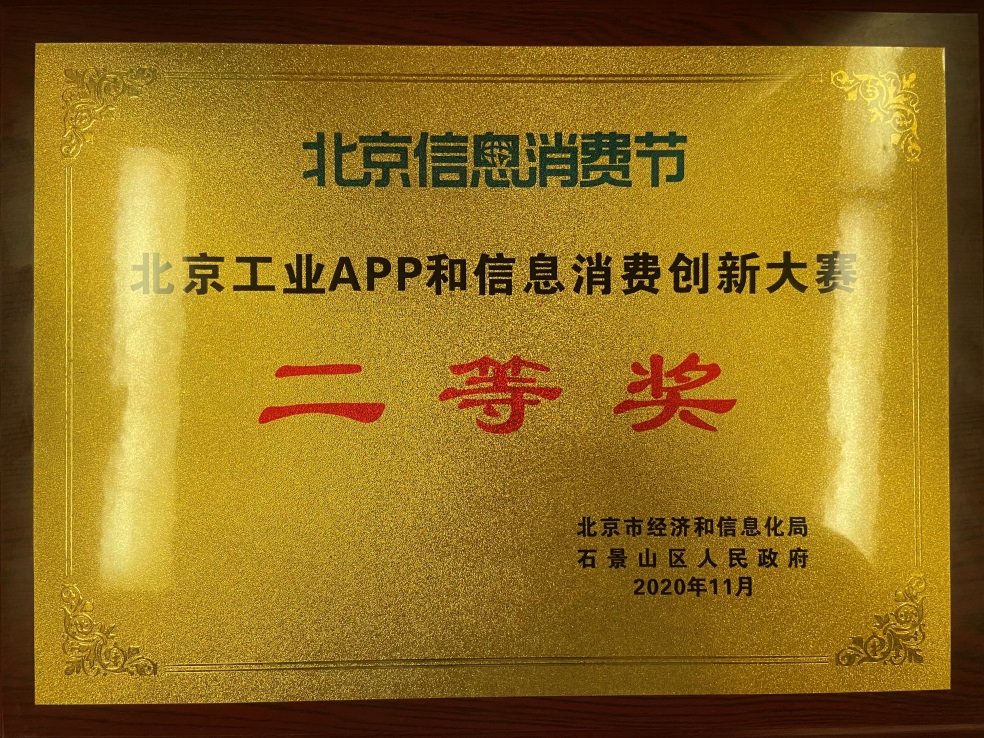 北京信息消费节
北京工业APP和信息消费创新大赛
二等奖
北京市经济和信息化局
石景山区人民政府
2020年11月